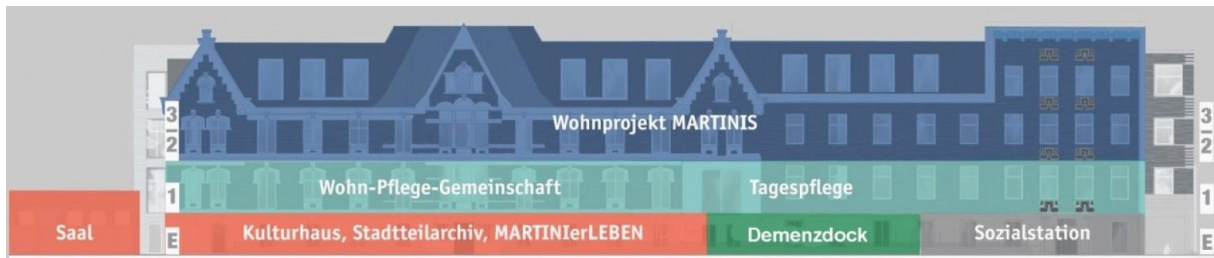 Wohnprojekt MARTINIS
3
2
3
2
Wohn-Pflege-Gemeinschaft
Tagespflege
1
1
Saal
E
Kulturhaus, Stadtteilarchiv, MARTINIerLEBEN
Demenzdock
Sozialstation
E